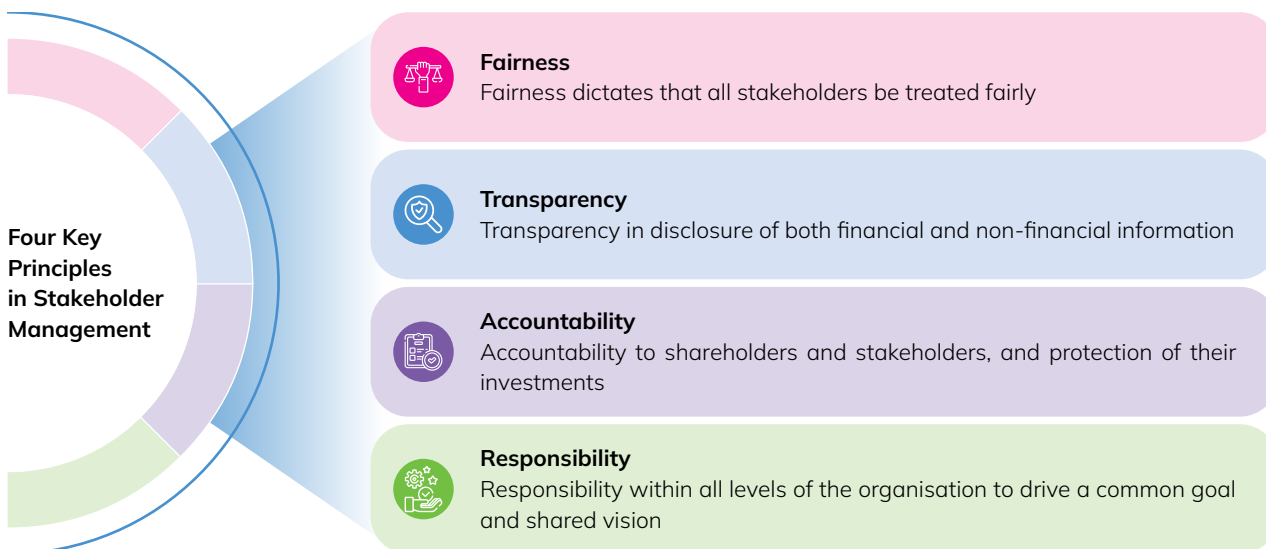 Four Key
Principles
in Stakeholder
Management
Fairness
Fairness dictates that all stakeholders be treated fairly
Transparency
Transparency in disclosure of both financial and non-financial information
Accountability
Accountability to shareholders and stakeholders, and protection of their
investments
Responsibility
Responsibility within all levels of the organisation to drive a common goal
and shared vision